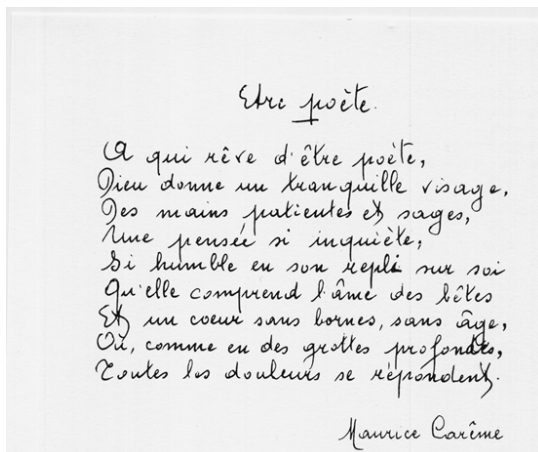 Etre poète.
A qui rêve d'être poète,
Dieu donne un tranquille visage,
Des mains patientes et sages,
Une pensée si inquiète,
Si humble en son repli sur soi
Qu'elle comprend l'âme des bêtes
Et un coeur sans bornes, sans âge,
Où, comme en des grottes profondes,
Toutes les douleurs se répondent.
Maurice Carême